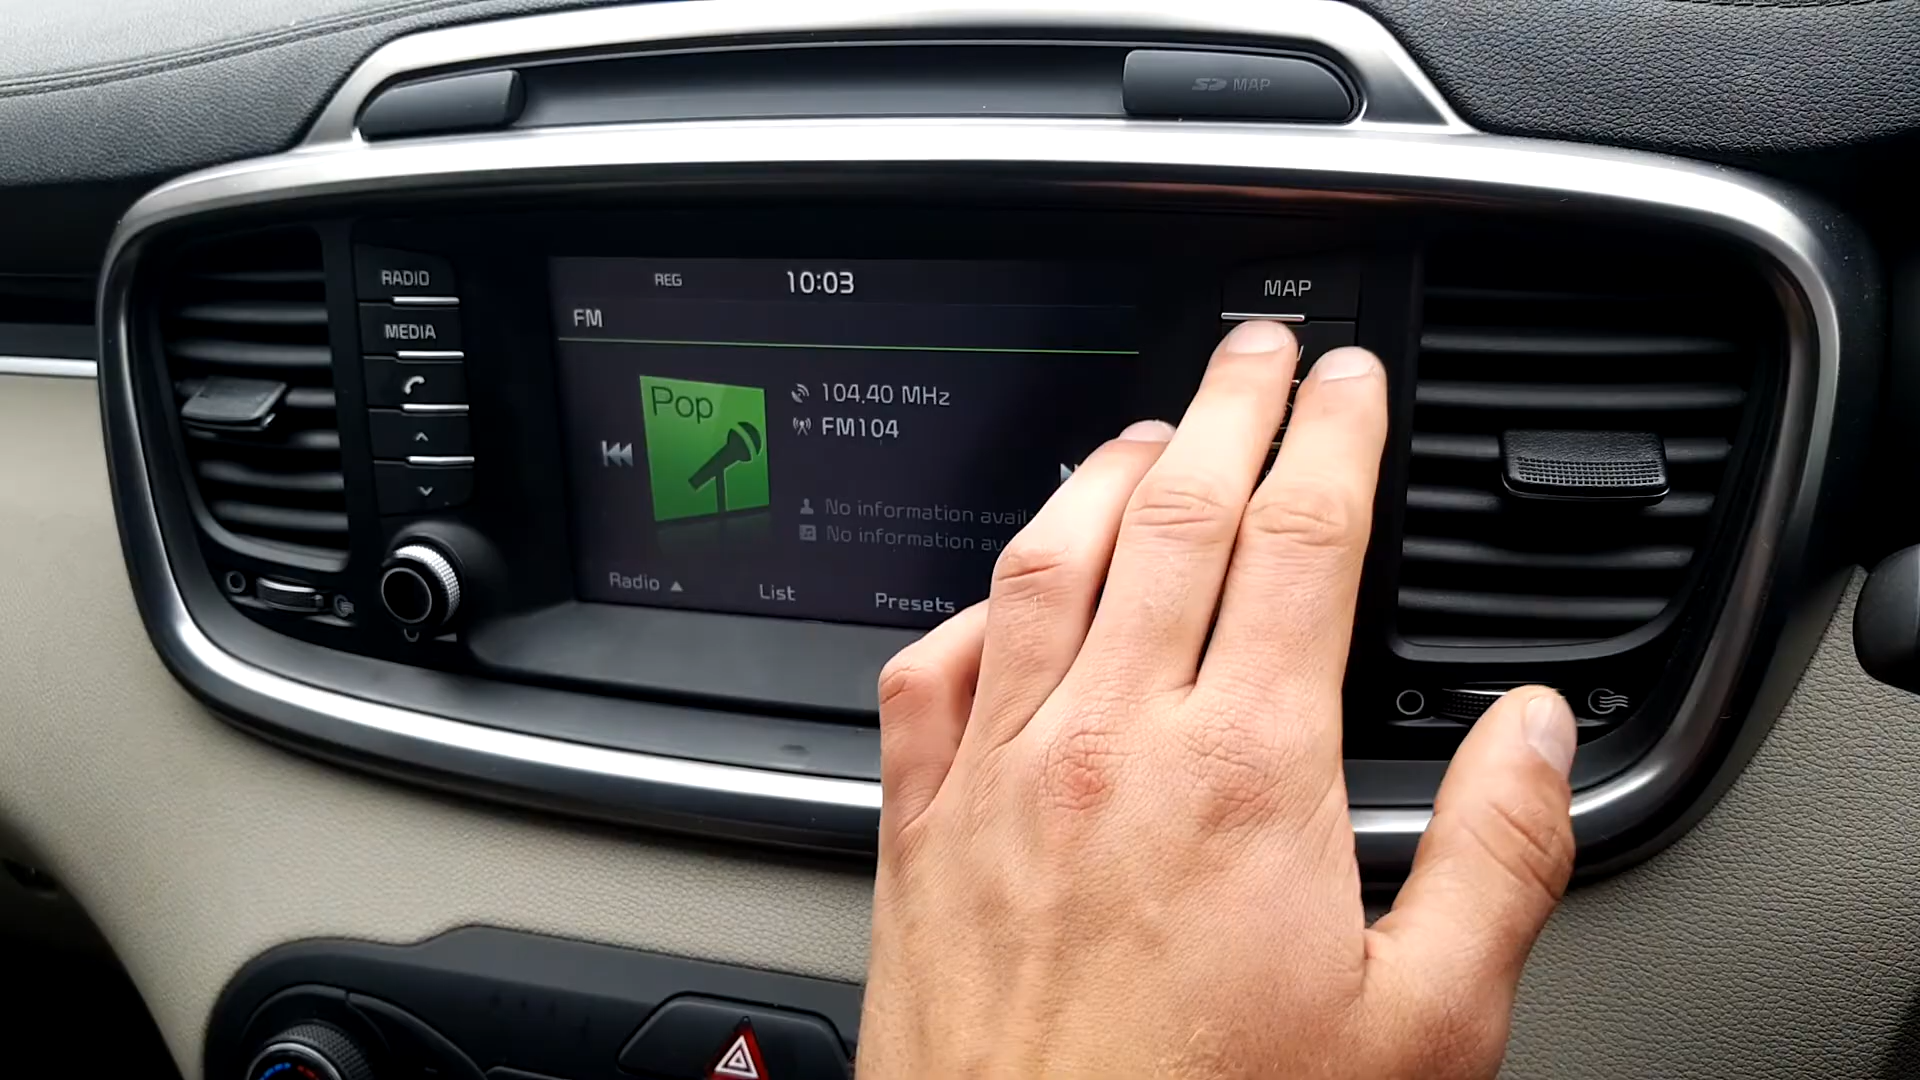 SD MAP
RADIO
MEDIA
REG
10:03
FM
Pop
104.40 MHz
FM104
No information avail
No information av
Radio
List
Presets
MAP